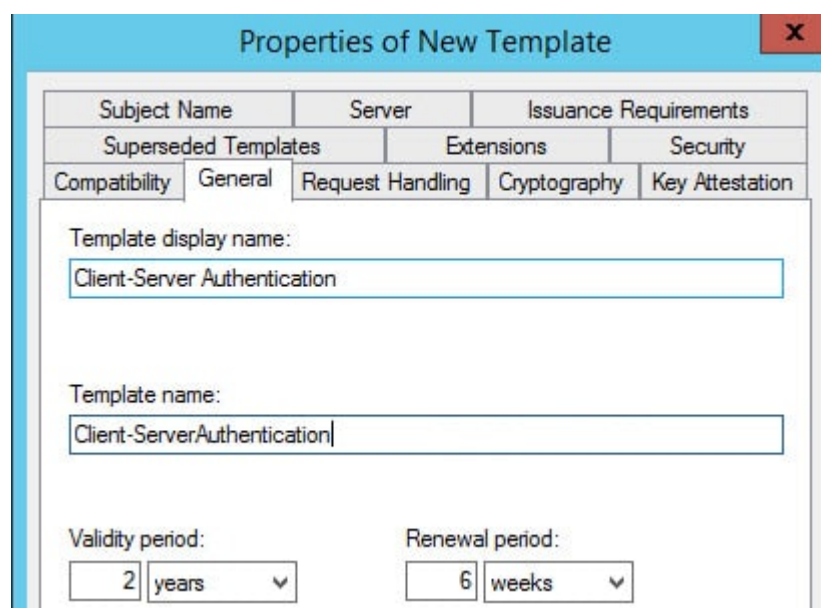 Properties of New Template
x
Subject Name Server Issuance Requirements
Superseded Templates Extensions Security
Compatibility General Request Handling Cryptography Key Attestation
Template display name:
Client-Server Authentication
Template name:
Client-ServerAuthentication
Validity period: Renewal period:
2 years 6 weeks